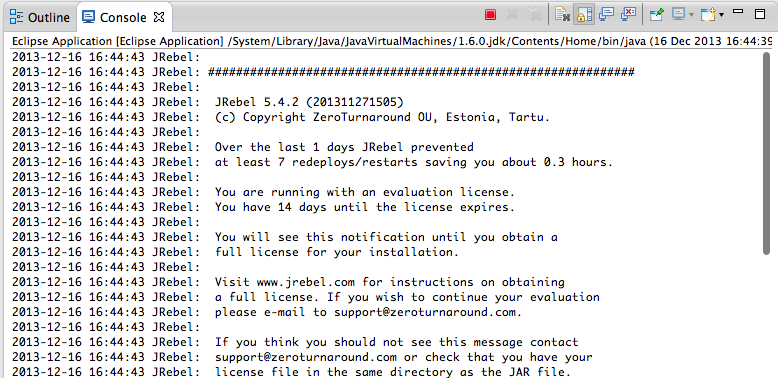 Outline Console
Eclipse Application [Eclipse Application] /System/Library/Java/JavaVirtualMachines/1.6.0.jdk/Contents/Home/bin/java (16 Dec 2013 16:44:39
2013-12-16 16:44:43 JRebel:
2013-12-16 16:44:43 JRebel: #############################################################
2013-12-16 16:44:43 JRebel:
2013-12-16 16:44:43 JRebel: JRebel 5.4.2 (201311271505)
2013-12-16 16:44:43 JRebel: (c) Copyright ZeroTurnaround OU, Estonia, Tartu.
2013-12-16 16:44:43 JRebel:
2013-12-16 16:44:43 JRebel: Over the last 1 days JRebel prevented
2013-12-16 16:44:43 JRebel: at least 7 redeploys/restarts saving you about 0.3 hours.
2013-12-16 16:44:43 JRebel:
2013-12-16 16:44:43 JRebel: You are running with an evaluation license.
2013-12-16 16:44:43 JRebel: You have 14 days until the license expires.
2013-12-16 16:44:43 JRebel:
2013-12-16 16:44:43 JRebel: You will see this notification until you obtain a
2013-12-16 16:44:43 JRebel: full license for your installation.
2013-12-16 16:44:43 JRebel:
2013-12-16 16:44:43 JRebel: Visit www.jrebel.com for instructions on obtaining
2013-12-16 16:44:43 JRebel: a full license. If you wish to continue your evaluation
2013-12-16 16:44:43 JRebel: please e-mail to support@zeroturnaround.com.
2013-12-16 16:44:43 JRebel:
2013-12-16 16:44:43 JRebel: If you think you should not see this message contact
2013-12-16 16:44:43 JRebel: support@zeroturnaround.com or check that you have your
2013-12-16 16:44:43 JRebel: license file in the same directory as the JAR file.